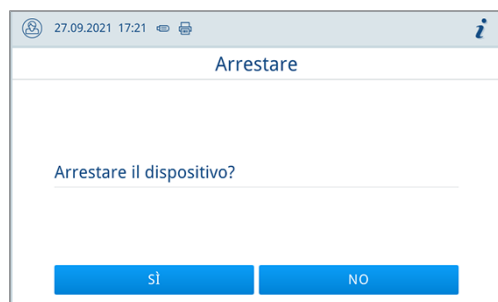 27.09.2021 17:21
Arrestare
Arrestare il dispositivo?
SÌ
NO